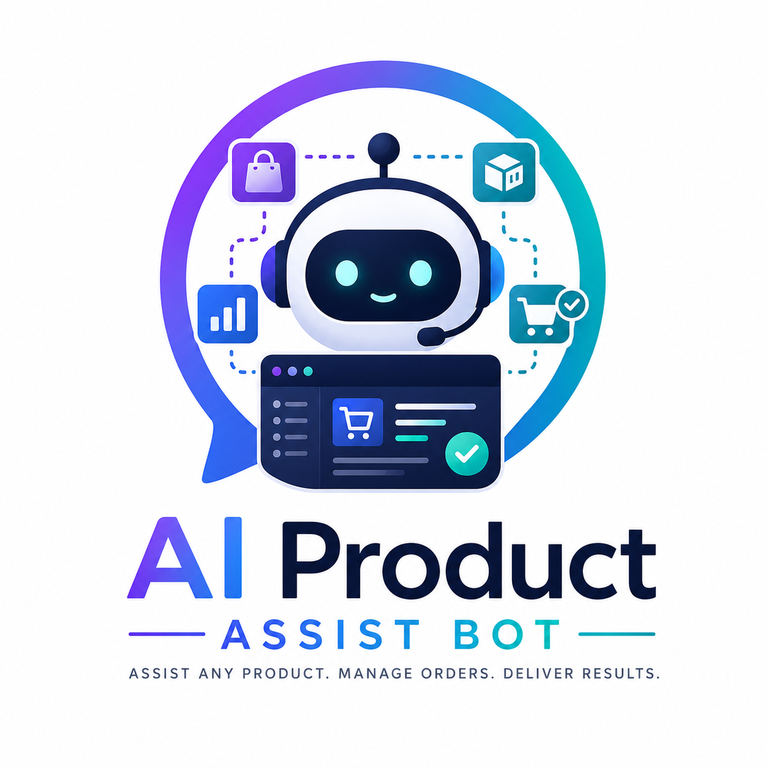 AI Product
ASSIST BOT
ASSIST ANY PRODUCT. MANAGE ORDERS. DELIVER RESULTS.